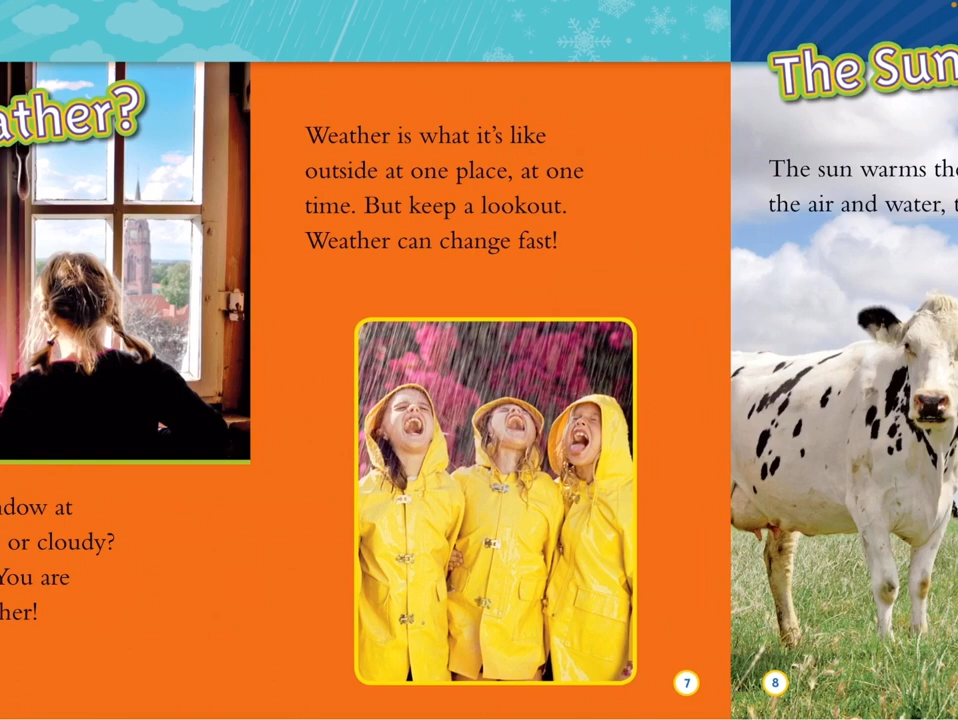 ather?
ndow at
or cloudy?
You are
her!
Weather is what it's like
outside at one place, at one
time. But keep a lookout.
Weather can change fast!
7
The Sun
The sun warms the
the air and water, t
8